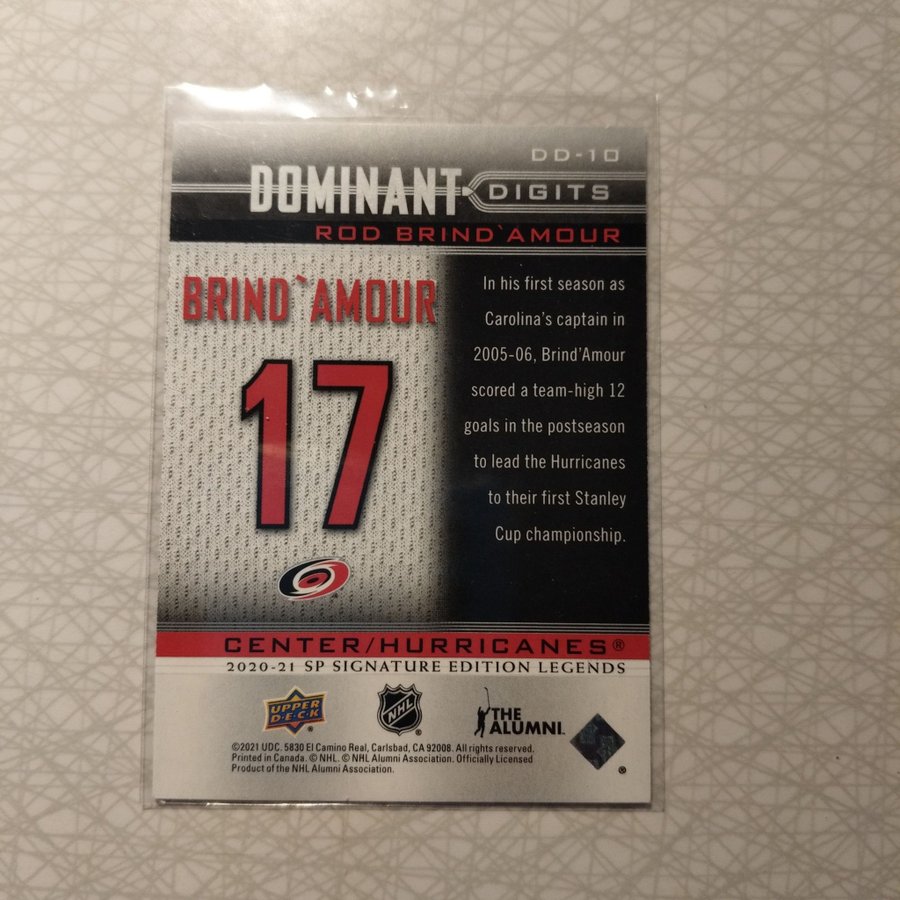 DD-10
DOMINANT DIGITS
ROD BRIND`AMOUR
BRIND`AMOUR
17
In his first season as
Carolina's captain in
2005-06, Brind'Amour
scored a team-high 12
goals in the postseason
to lead the Hurricanes
to their first Stanley
Cup championship.
CENTER/HURRICANES®
2020-21 SP SIGNATURE EDITION LEGENDS
UPPER
DECK
®
NHL
®
THE
ALUMNI
®
©2021 UDC. 5830 El Camino Real, Carlsbad, CA 92008. All rights reserved.
Printed in Canada. © NHL. © NHL Alumni Association. Officially Licensed
Product of the NHL Alumni Association.